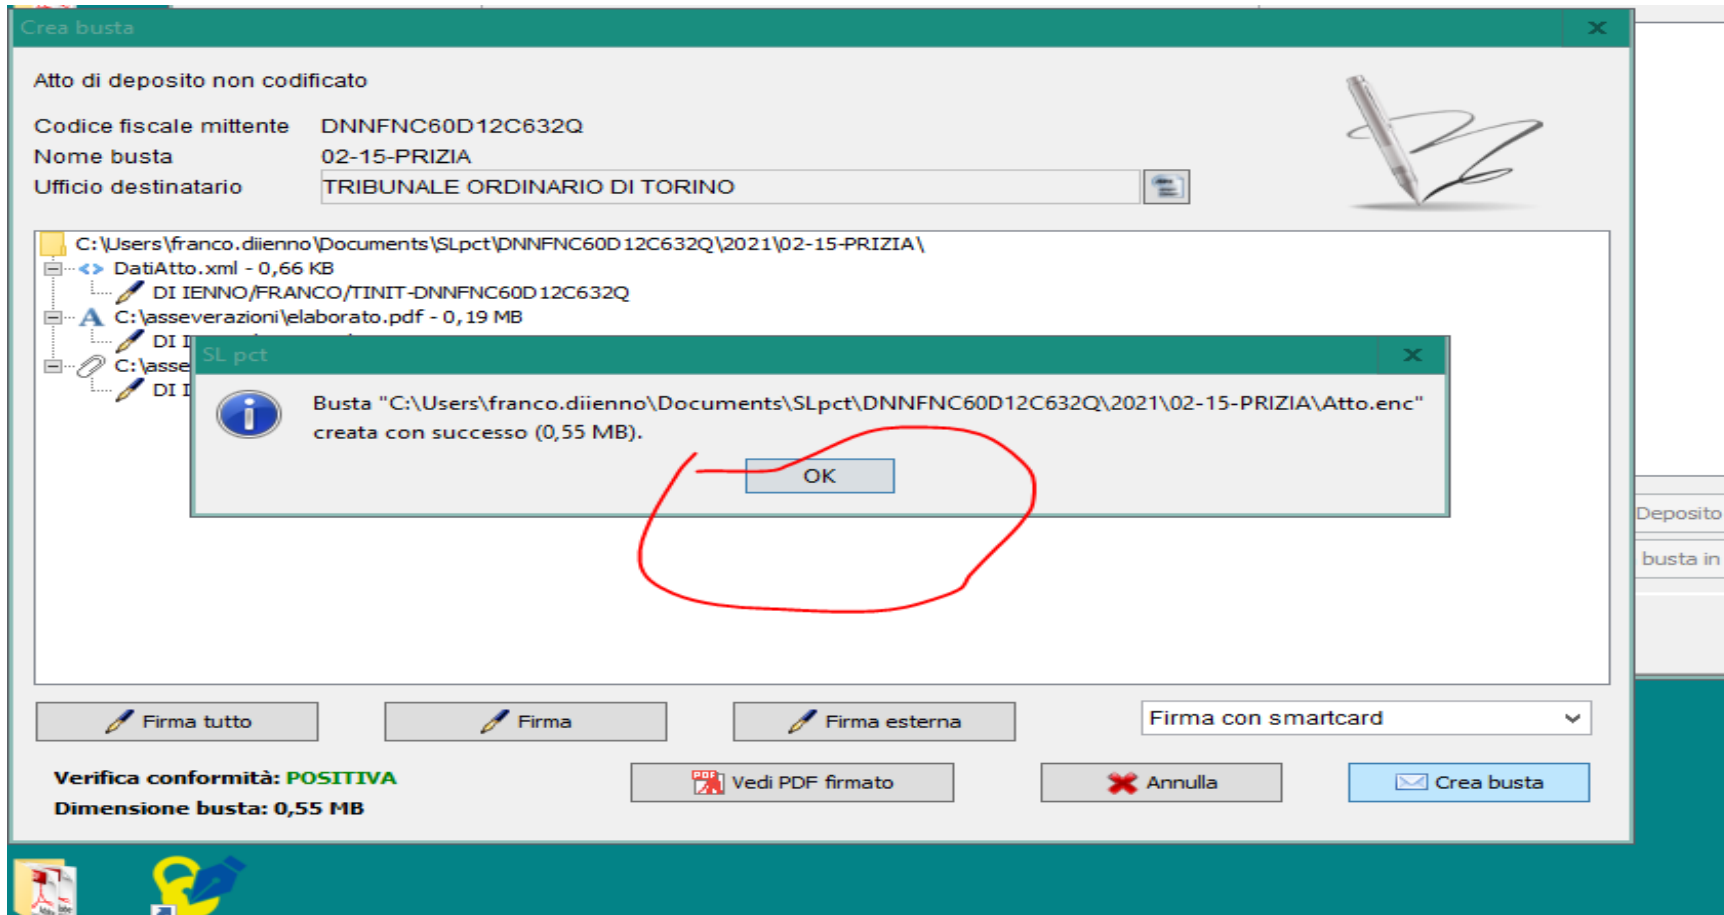 Crea busta
Atto di deposito non codificato
Codice fiscale mittente DNNFNC60D12C632Q
Nome busta 02-15-PRIZIA
Ufficio destinatario TRIBUNALE ORDINARIO DI TORINO
C:\Users\franco.diienno\Documents\SLpct\DNNFNC60D12C632Q\2021\02-15-PRIZIA\
DatiAtto.xml - 0,66 KB
DI IENNO/FRANCO/TINIT-DNNFNC60D12C632Q
C:\asseverazioni\elaborato.pdf - 0,19 MB
DI I
C:\asse
DI I
SL pct
Busta "C:\Users\franco.diienno\Documents\SLpct\DNNFNC60D12C632Q\2021\02-15-PRIZIA\Atto.enc"
creata con successo (0,55 MB).
OK
Deposito
busta in
Firma tutto Firma Firma esterna Firma con smartcard
Verifica conformità: POSITIVA
Vedi PDF firmato Annulla Crea busta
Dimensione busta: 0,55 MB